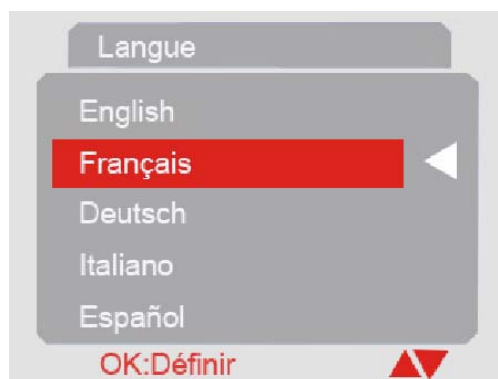 Langue
English
Français
Deutsch
Italiano
Español
OK:Définir